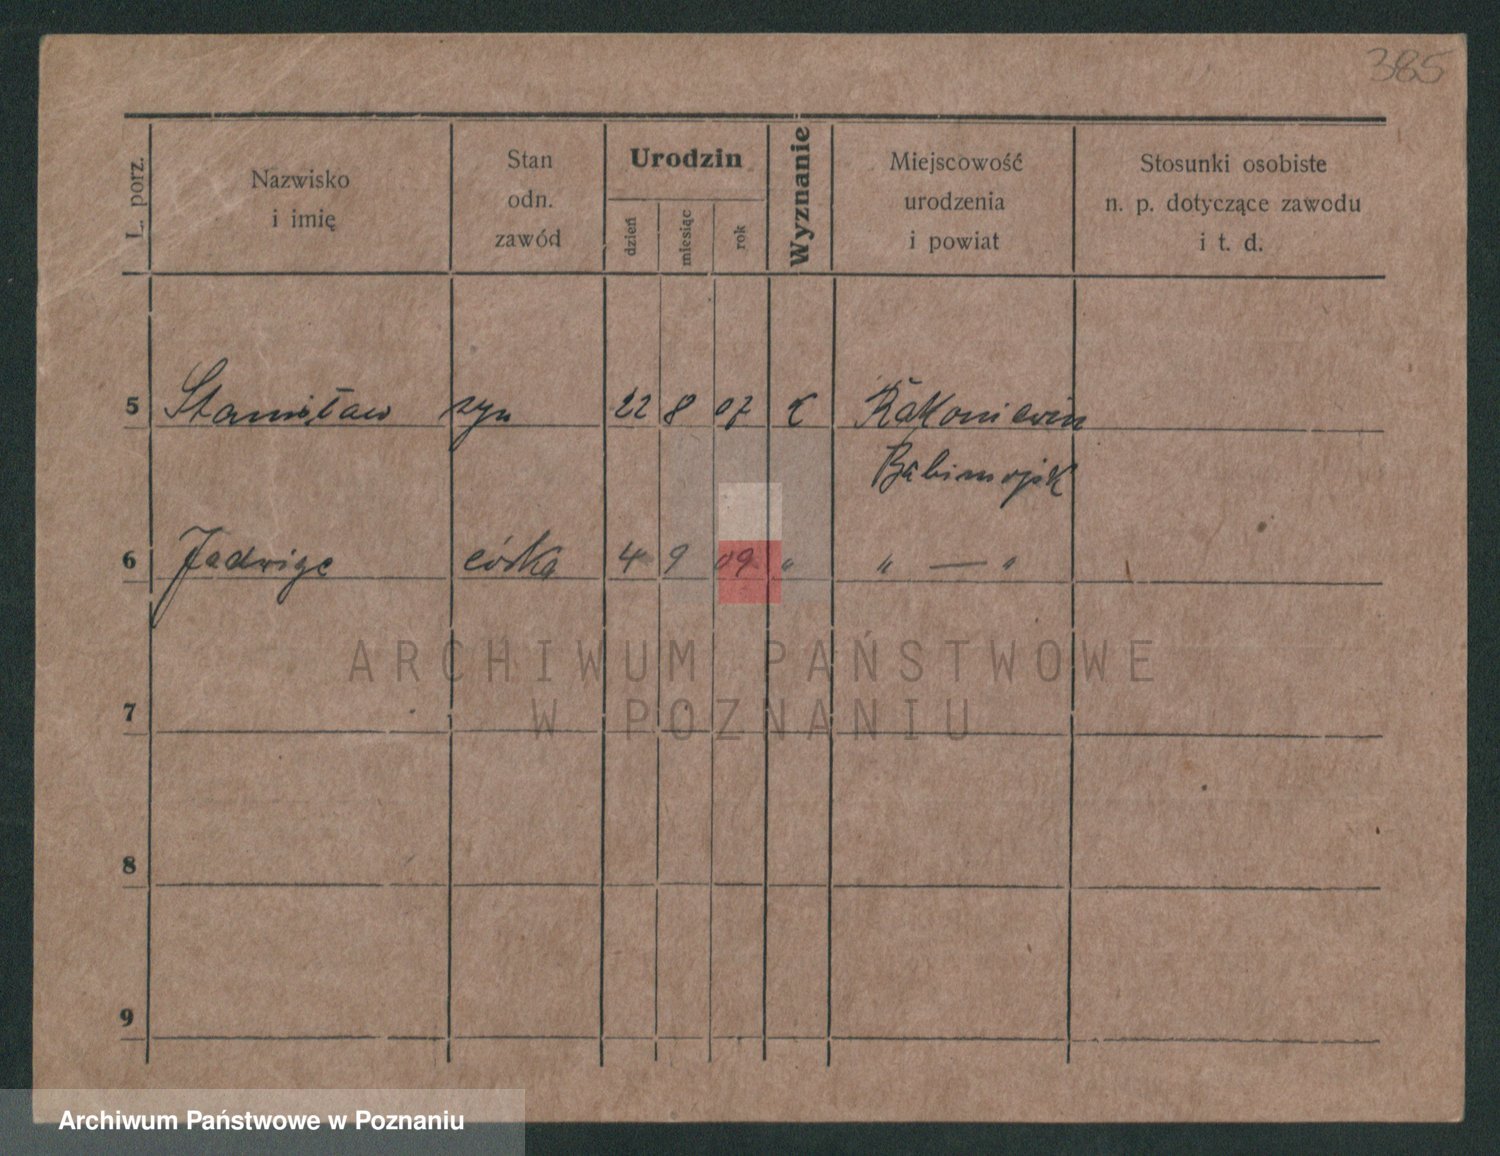 385
L. porz.
Nazwisko
i imię
Stan
odn.
zawód
Urodzin
dzień
miesiąc
rok
Wyznanie
Miejscowość
urodzenia
i powiat
Stosunki osobiste
n. p. dotyczące zawodu
i t. d.
5 Stanisław syn 22 8 07 K Rakoniewin
Babimojsk
6 Jadwiga córka 4 9 09 " " — "
7
8
9
ARCHIWUM PAŃSTWOWE
W POZNANIU
Archiwum Państwowe w Poznaniu